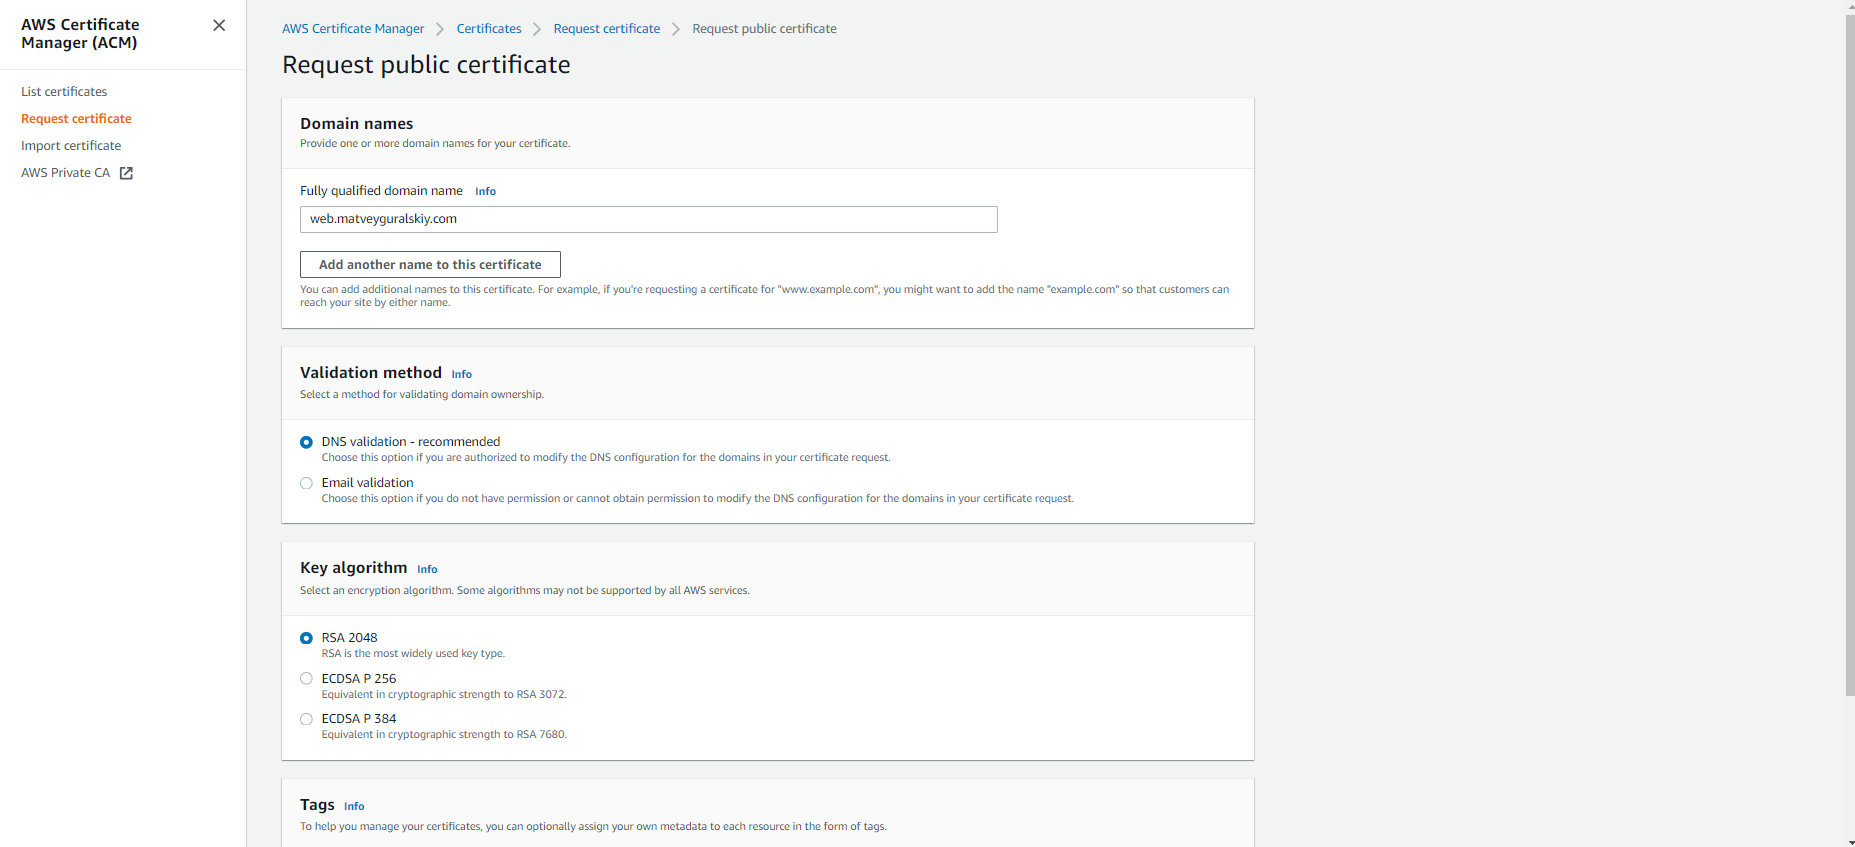 AWS Certificate
Manager (ACM)
List certificates
Request certificate
Import certificate
AWS Private CA
AWS Certificate Manager
Certificates
Request certificate
Request public certificate
Request public certificate
Domain names
Provide one or more domain names for your certificate.
Fully qualified domain name Info
web.matveyguralskiy.com
Add another name to this certificate
You can add additional names to this certificate. For example, if you're requesting a certificate for "www.example.com", you might want to add the name "example.com" so that customers can
reach your site by either name.
Validation method Info
Select a method for validating domain ownership.
DNS validation - recommended
Choose this option if you are authorized to modify the DNS configuration for the domains in your certificate request.
Email validation
Choose this option if you do not have permission or cannot obtain permission to modify the DNS configuration for the domains in your certificate request.
Key algorithm Info
Select an encryption algorithm. Some algorithms may not be supported by all AWS services.
RSA 2048
RSA is the most widely used key type.
ECDSA P 256
Equivalent in cryptographic strength to RSA 3072.
ECDSA P 384
Equivalent in cryptographic strength to RSA 7680.
Tags Info
To help you manage your certificates, you can optionally assign your own metadata to each resource in the form of tags.